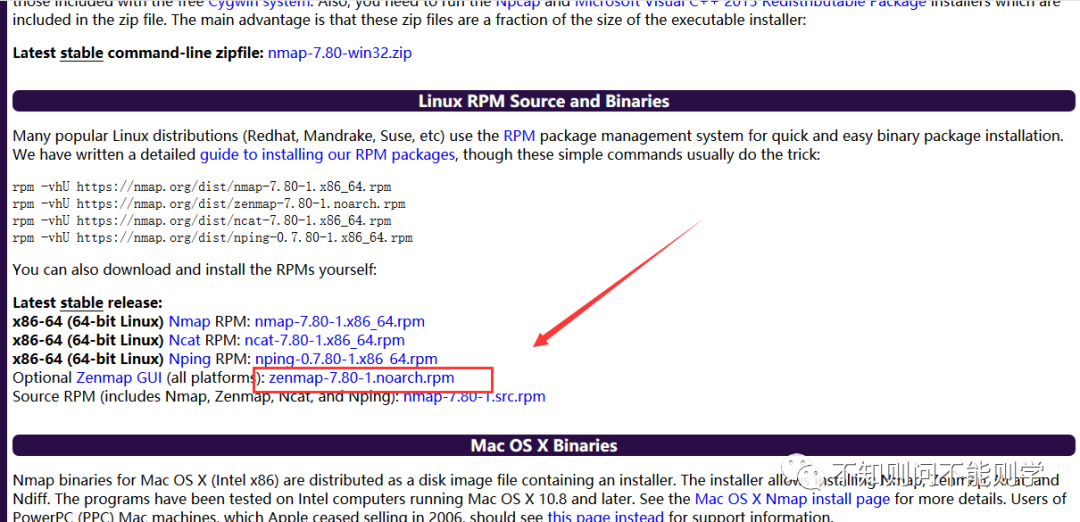 those included with the free Cygwin system. Also, you need to run the Npcap and Microsoft Visual C++ 2013 Redistributable Package installers which are
included in the zip file. The main advantage is that these zip files are a fraction of the size of the executable installer:
Latest stable command-line zipfile: nmap-7.80-win32.zip
Linux RPM Source and Binaries
Many popular Linux distributions (Redhat, Mandrake, Suse, etc) use the RPM package management system for quick and easy binary package installation.
We have written a detailed guide to installing our RPM packages, though these simple commands usually do the trick:
rpm -vhU https://nmap.org/dist/nmap-7.80-1.x86_64.rpm
rpm -vhU https://nmap.org/dist/zenmap-7.80-1.noarch.rpm
rpm -vhU https://nmap.org/dist/ncat-7.80-1.x86_64.rpm
rpm -vhU https://nmap.org/dist/nping-0.7.80-1.x86_64.rpm
You can also download and install the RPMs yourself:
Latest stable release:
x86-64 (64-bit Linux) Nmap RPM: nmap-7.80-1.x86_64.rpm
x86-64 (64-bit Linux) Ncat RPM: ncat-7.80-1.x86_64.rpm
x86-64 (64-bit Linux) Nping RPM: nping-0.7.80-1.x86_64.rpm
Optional Zenmap GUI (all platforms): zenmap-7.80-1.noarch.rpm
Source RPM (includes Nmap, Zenmap, Ncat, and Nping): nmap-7.80-1.src.rpm
Mac OS X Binaries
Nmap binaries for Mac OS X (Intel x86) are distributed as a disk image file containing an installer. The installer allows installing Nmap, Zenmap, Ncat, and
不知则问不能则学
Ndiff. The programs have been tested on Intel computers running Mac OS X 10.8 and later. See the Mac OS X Nmap install page for more details. Users of
PowerPC (PPC) Mac machines, which Apple ceased selling in 2006, should see this page instead for support information.